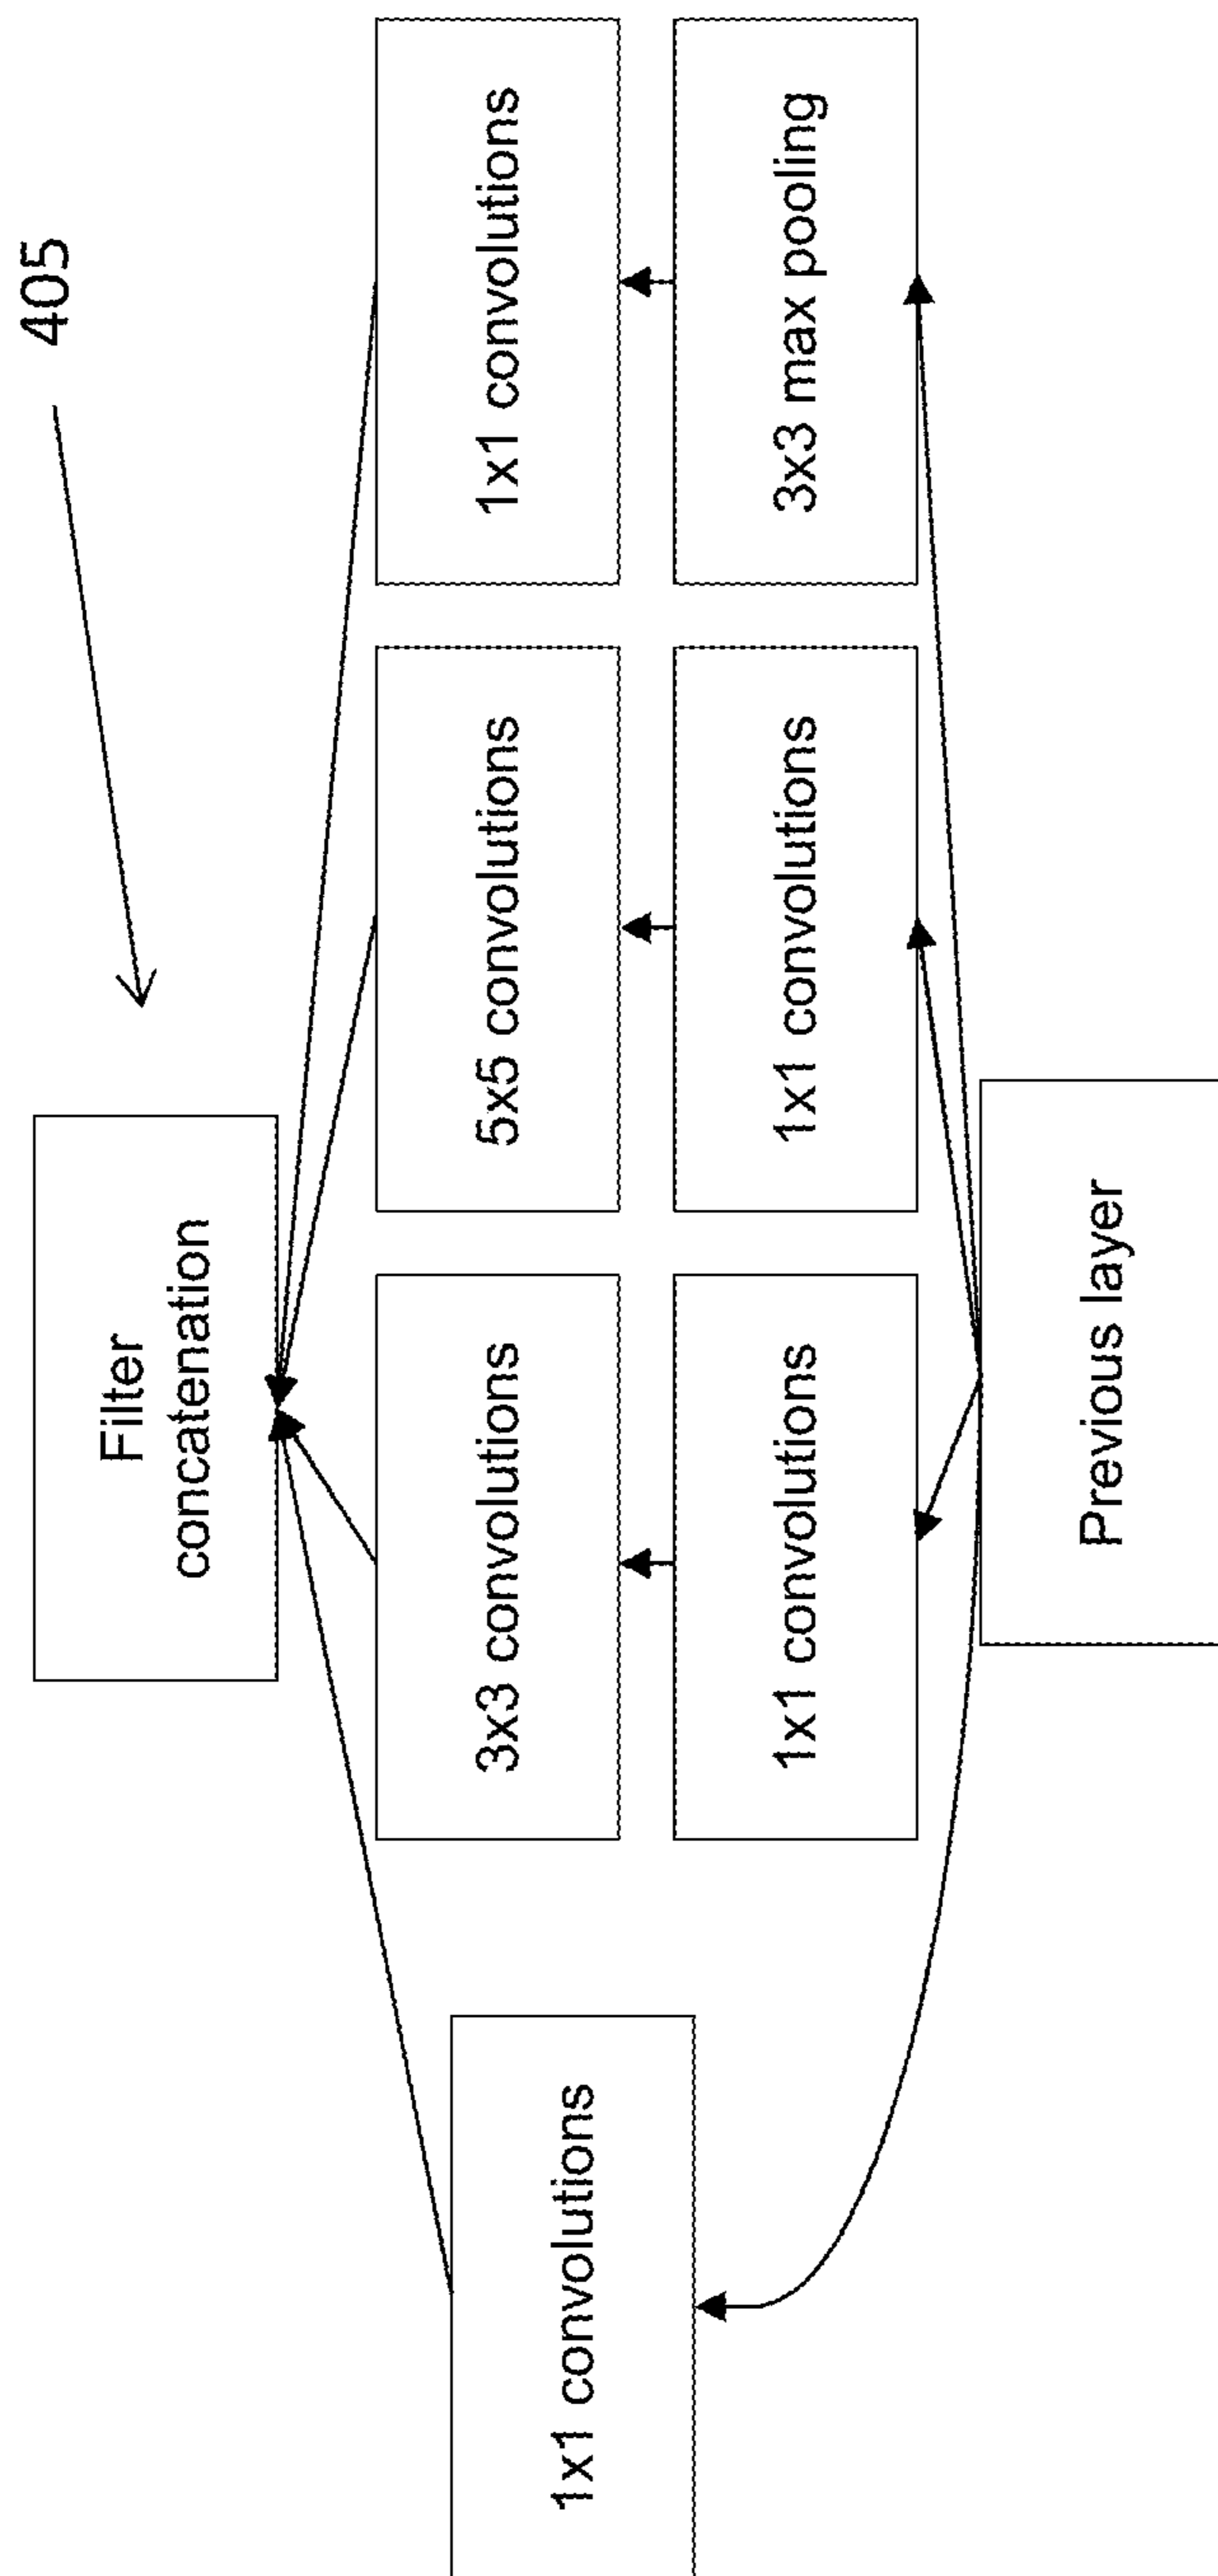 405
Filter
concatenation
1x1 convolutions
3x3 convolutions
5x5 convolutions
1x1 convolutions
1x1 convolutions
1x1 convolutions
3x3 max pooling
Previous layer